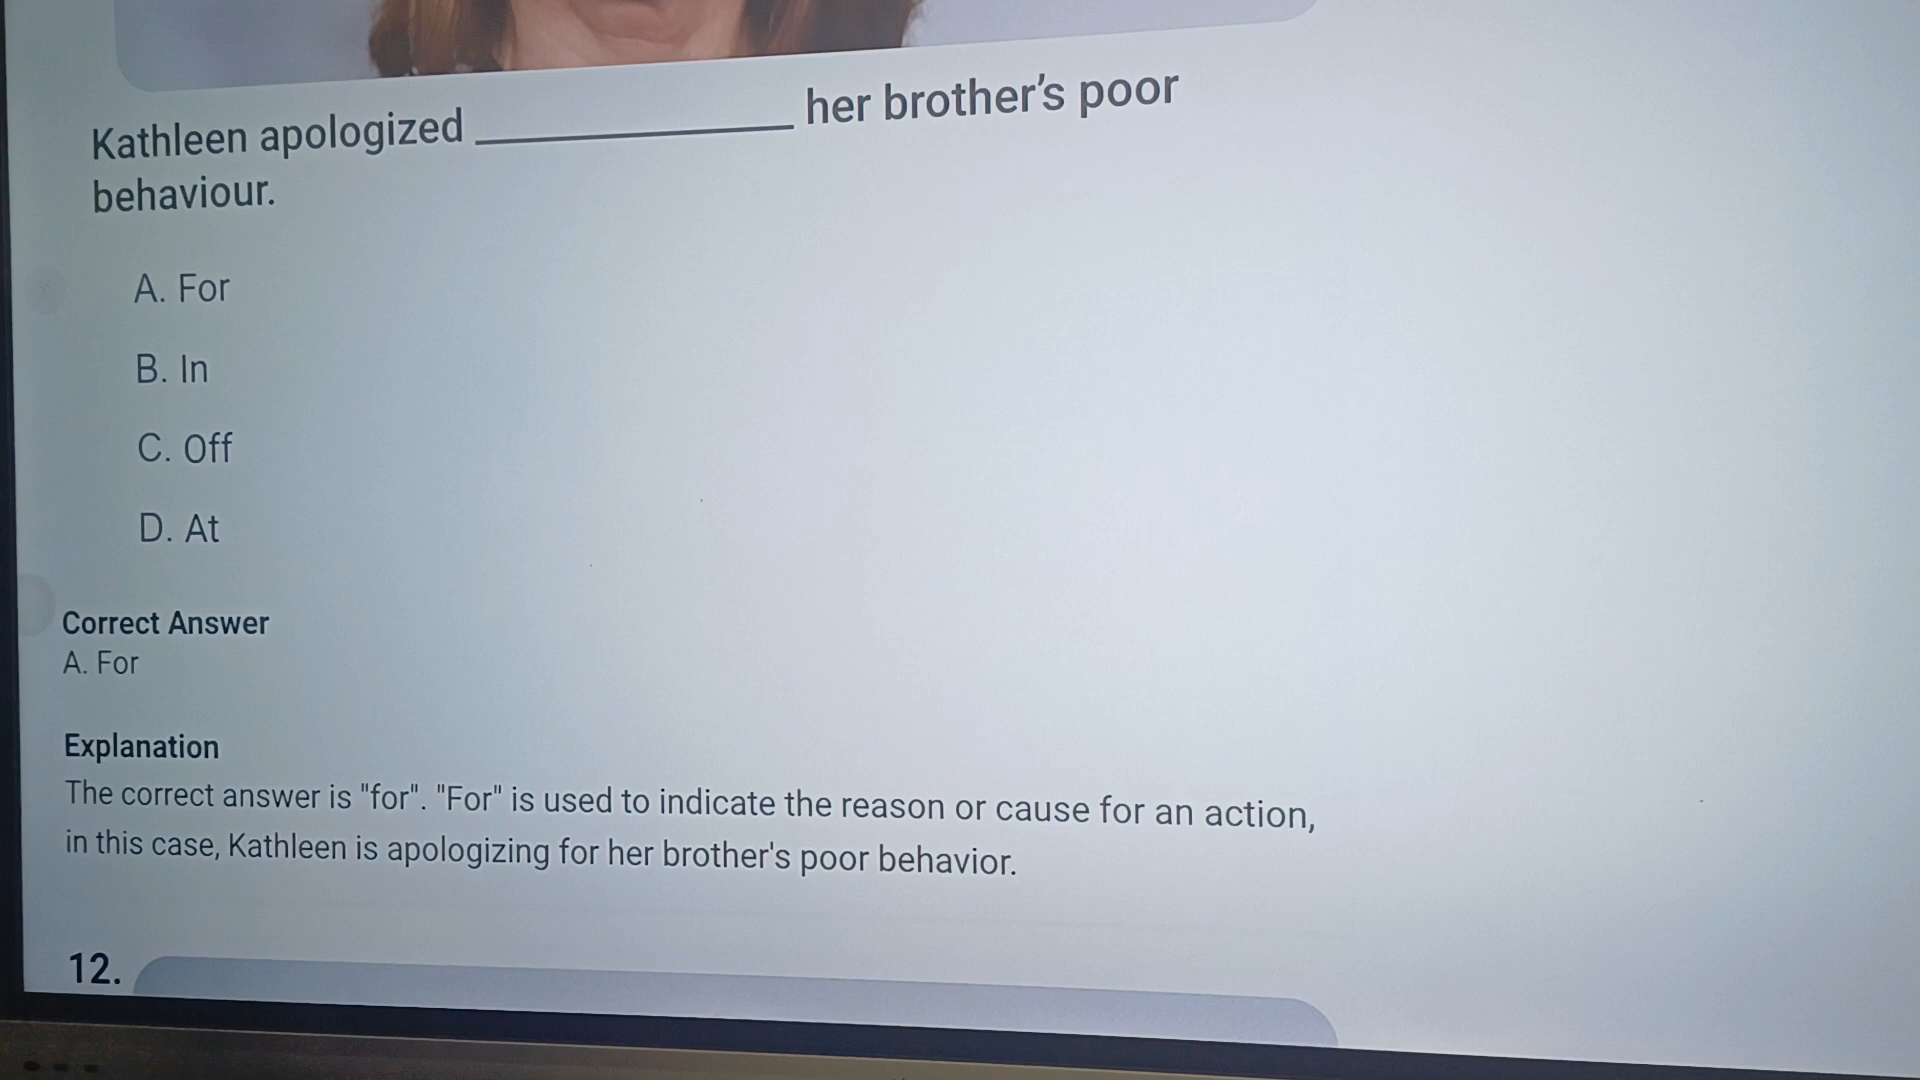 Kathleen apologized ______________ her brother's poor
behaviour.
A. For
B. In
C. Off
D. At
Correct Answer
A. For
Explanation
The correct answer is "for". "For" is used to indicate the reason or cause for an action,
in this case, Kathleen is apologizing for her brother's poor behavior.
12.